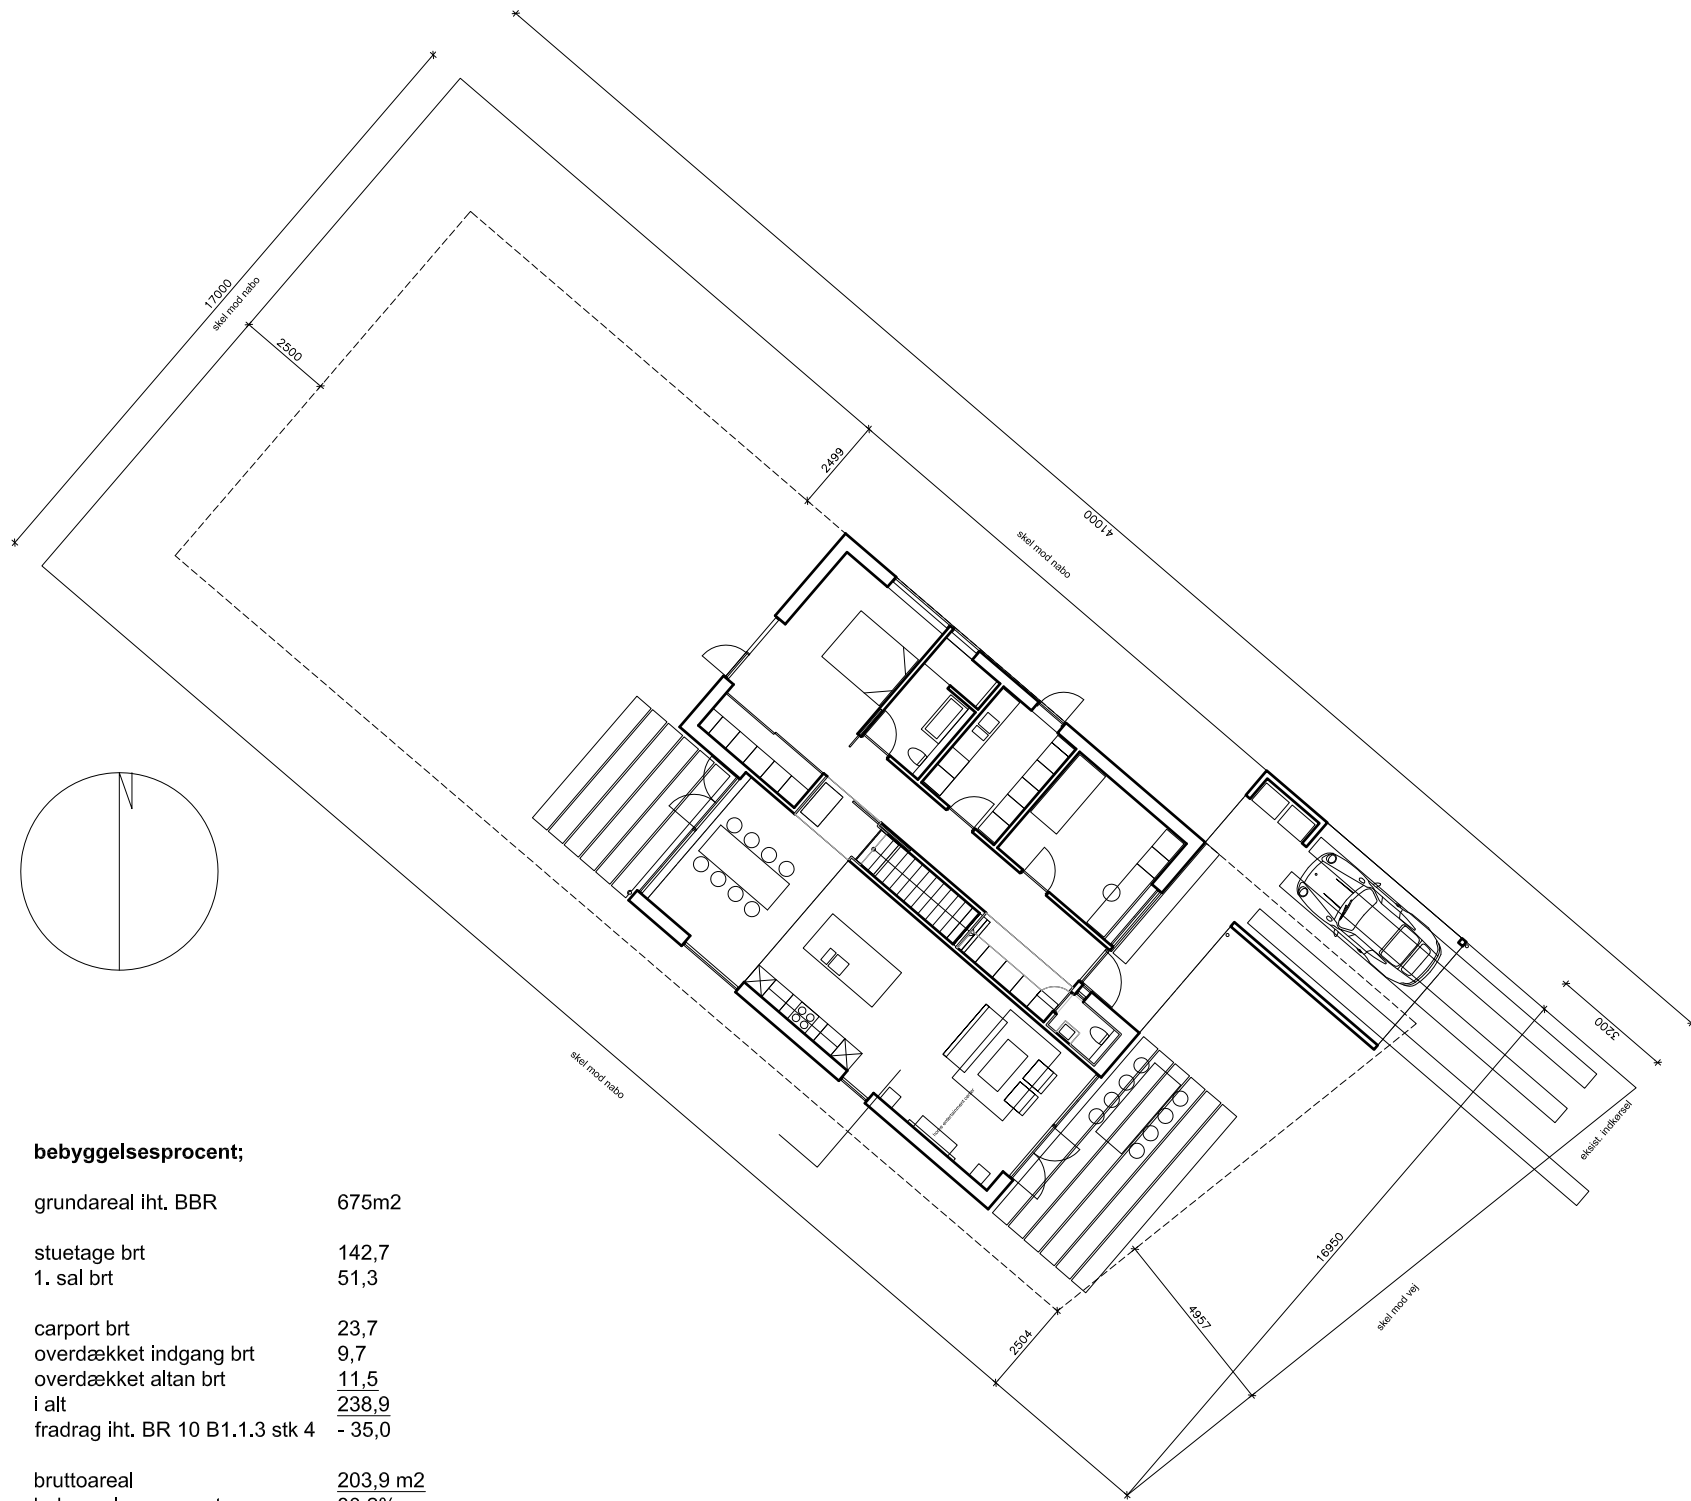 17000
skel mod nabo
2500
2499
41000
skel mod nabo
3200
eksist. indkørsel
skel mod nabo
home entertainment center
16950
skel mod vej
4957
2504
bebyggelsesprocent;
grundareal iht. BBR 675m2
stuetage brt 142,7
1. sal brt 51,3
carport brt 23,7
overdækket indgang brt 9,7
overdækket altan brt 11,5
i alt 238,9
fradrag iht. BR 10 B1.1.3 stk 4 - 35,0
bruttoareal 203,9 m2